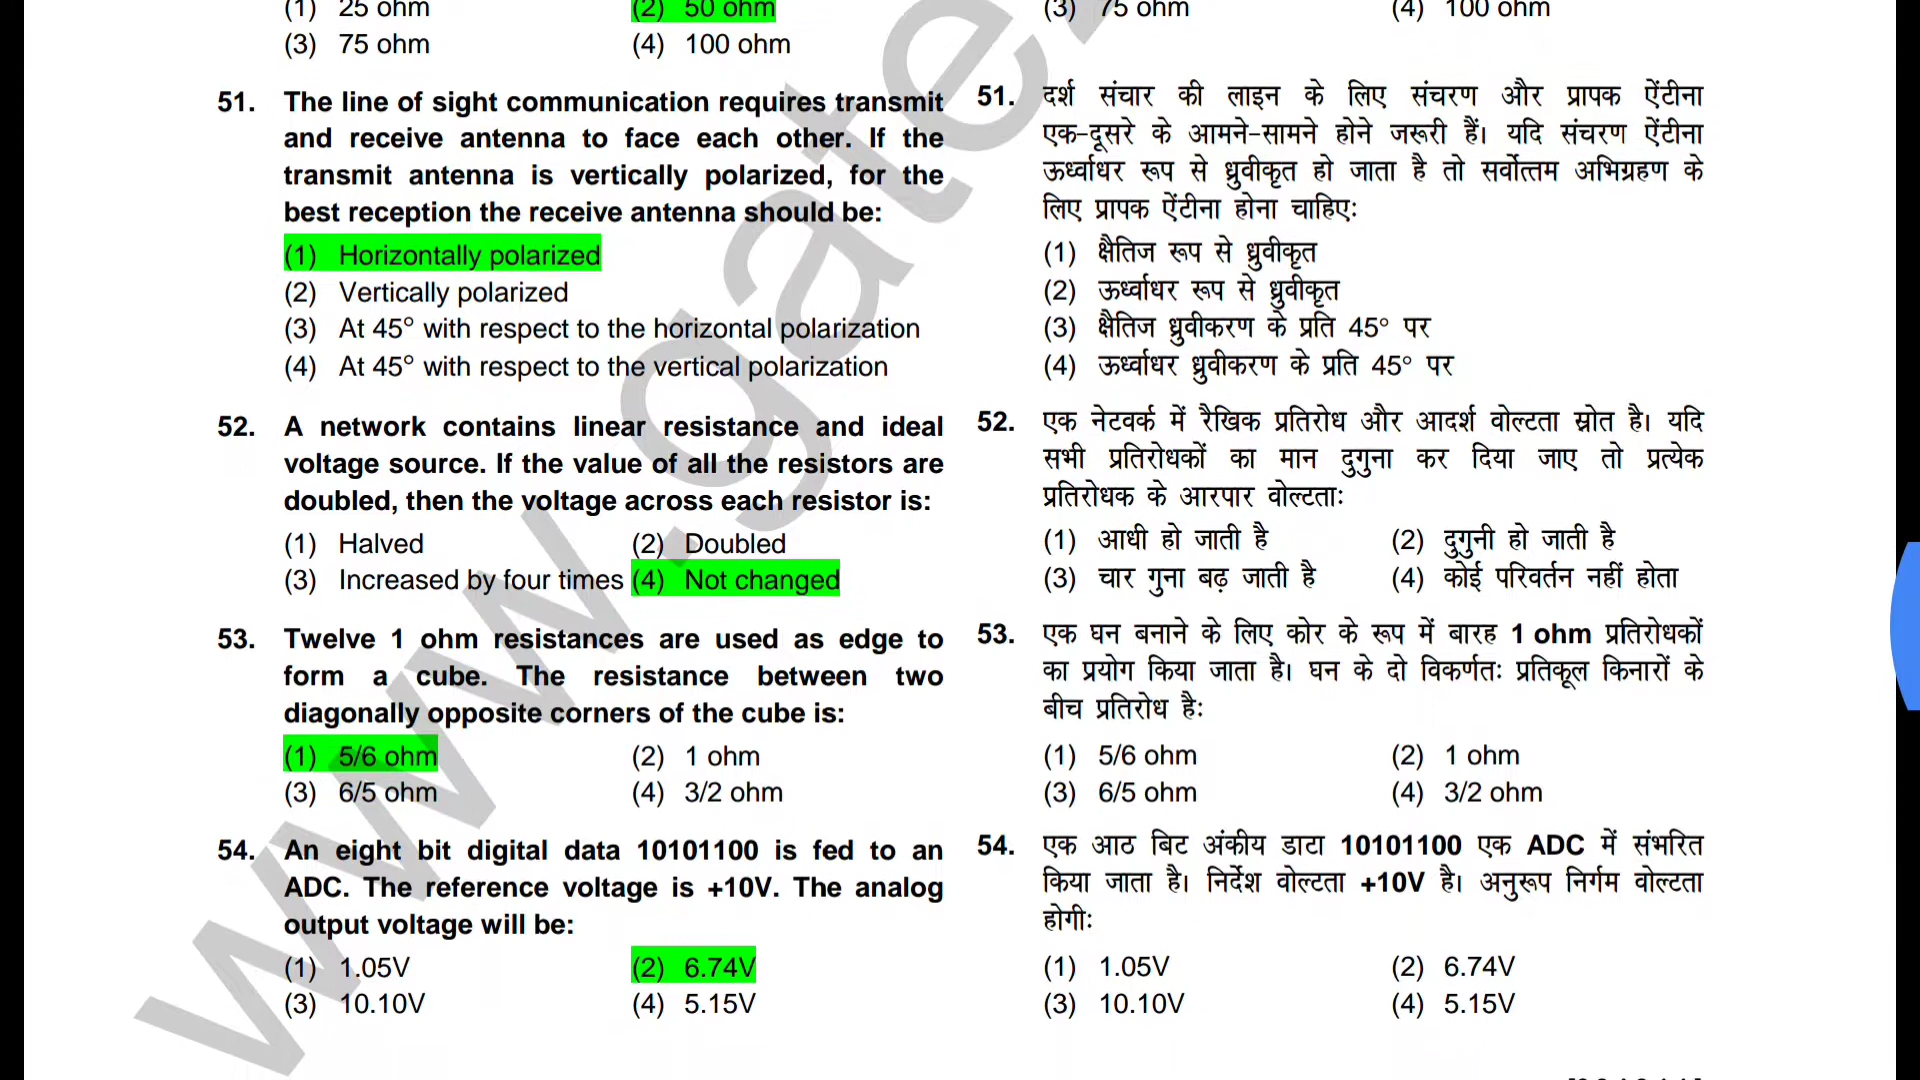 (1) 25 ohm (2) 50 ohm
(3) 75 ohm (4) 100 ohm
51. The line of sight communication requires transmit
and receive antenna to face each other. If the
transmit antenna is vertically polarized, for the
best reception the receive antenna should be:
(1) Horizontally polarized
(2) Vertically polarized
(3) At 45° with respect to the horizontal polarization
(4) At 45° with respect to the vertical polarization
52. A network contains linear resistance and ideal
voltage source. If the value of all the resistors are
doubled, then the voltage across each resistor is:
(1) Halved (2) Doubled
(3) Increased by four times (4) Not changed
53. Twelve 1 ohm resistances are used as edge to
form a cube. The resistance between two
diagonally opposite corners of the cube is:
(1) 5/6 ohm (2) 1 ohm
(3) 6/5 ohm (4) 3/2 ohm
54. An eight bit digital data 10101100 is fed to an
ADC. The reference voltage is +10V. The analog
output voltage will be:
(1) 1.05V (2) 6.74V
(3) 10.10V (4) 5.15V
(3) 75 ohm (4) 100 ohm
51. दर्श संचार की लाइन के लिए संचरण और प्रापक ऐंटीना
एक-दूसरे के आमने-सामने होने जरूरी हैं। यदि संचरण ऐंटीना
ऊर्ध्वाधर रूप से ध्रुवीकृत हो जाता है तो सर्वोत्तम अभिग्रहण के
लिए प्रापक ऐंटीना होना चाहिए:
(1) क्षैतिज रूप से ध्रुवीकृत
(2) ऊर्ध्वाधर रूप से ध्रुवीकृत
(3) क्षैतिज ध्रुवीकरण के प्रति 45° पर
(4) ऊर्ध्वाधर ध्रुवीकरण के प्रति 45° पर
52. एक नेटवर्क में रैखिक प्रतिरोध और आदर्श वोल्टता स्रोत है। यदि
सभी प्रतिरोधकों का मान दुगुना कर दिया जाए तो प्रत्येक
प्रतिरोधक के आरपार वोल्टता:
(1) आधी हो जाती है (2) दुगुनी हो जाती है
(3) चार गुना बढ़ जाती है (4) कोई परिवर्तन नहीं होता
53. एक घन बनाने के लिए कोर के रूप में बारह 1 ohm प्रतिरोधकों
का प्रयोग किया जाता है। घन के दो विकर्णतः प्रतिकूल किनारों के
बीच प्रतिरोध है:
(1) 5/6 ohm (2) 1 ohm
(3) 6/5 ohm (4) 3/2 ohm
54. एक आठ बिट अंकीय डाटा 10101100 एक ADC में संभरित
किया जाता है। निर्देश वोल्टता +10V है। अनुरूप निर्गम वोल्टता
होगी:
(1) 1.05V (2) 6.74V
(3) 10.10V (4) 5.15V
www.gate